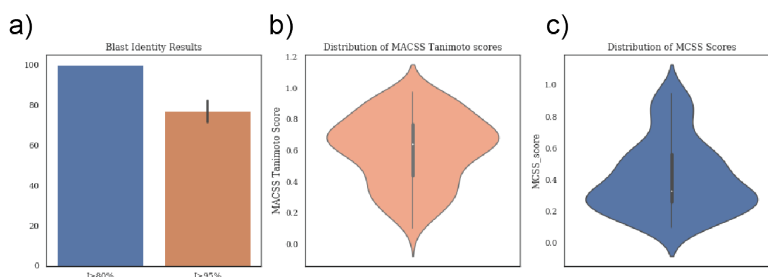 a)
Blast Identity Results
100
80
60
40
20
0
I>80%
I>95%
b)
Distribution of MACSS Tanimoto scores
MACSS Tanimoto Score
1.2
1.0
0.8
0.6
0.4
0.2
0.0
c)
Distribution of MCSS Scores
MCSS_score
1.0
0.8
0.6
0.4
0.2
0.0